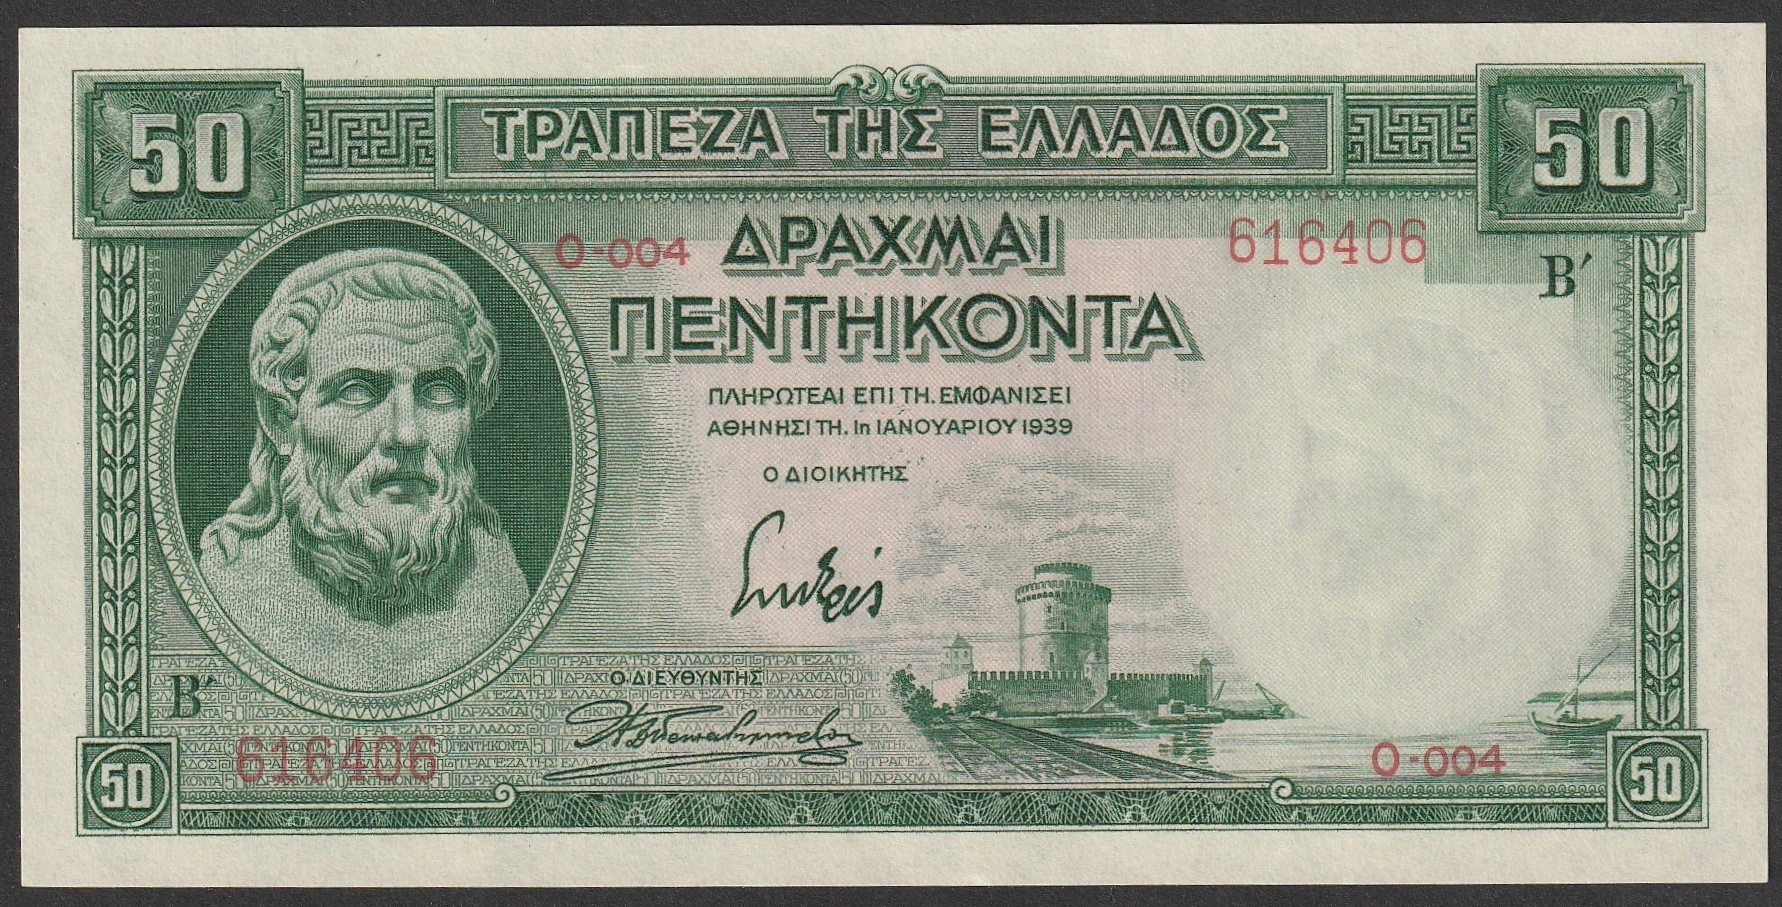 50 ΤΡΑΠΕΖΑ ΤΗΣ ΕΛΛΑΔΟΣ 50
Ο-004 ΔΡΑΧΜΑΙ 616406
Β΄
ΠΕΝΤΗΚΟΝΤΑ
ΠΛΗΡΩΤΕΑΙ ΕΠΙ ΤΗ. ΕΜΦΑΝΙΣΕΙ
ΑΘΗΝΗΣΙ ΤΗ. 1η ΙΑΝΟΥΑΡΙΟΥ 1939
Ο ΔΙΟΙΚΗΤΗΣ
Ο ΔΙΕΥΘΥΝΤΗΣ
Β΄
616406
Ο-004
50
50